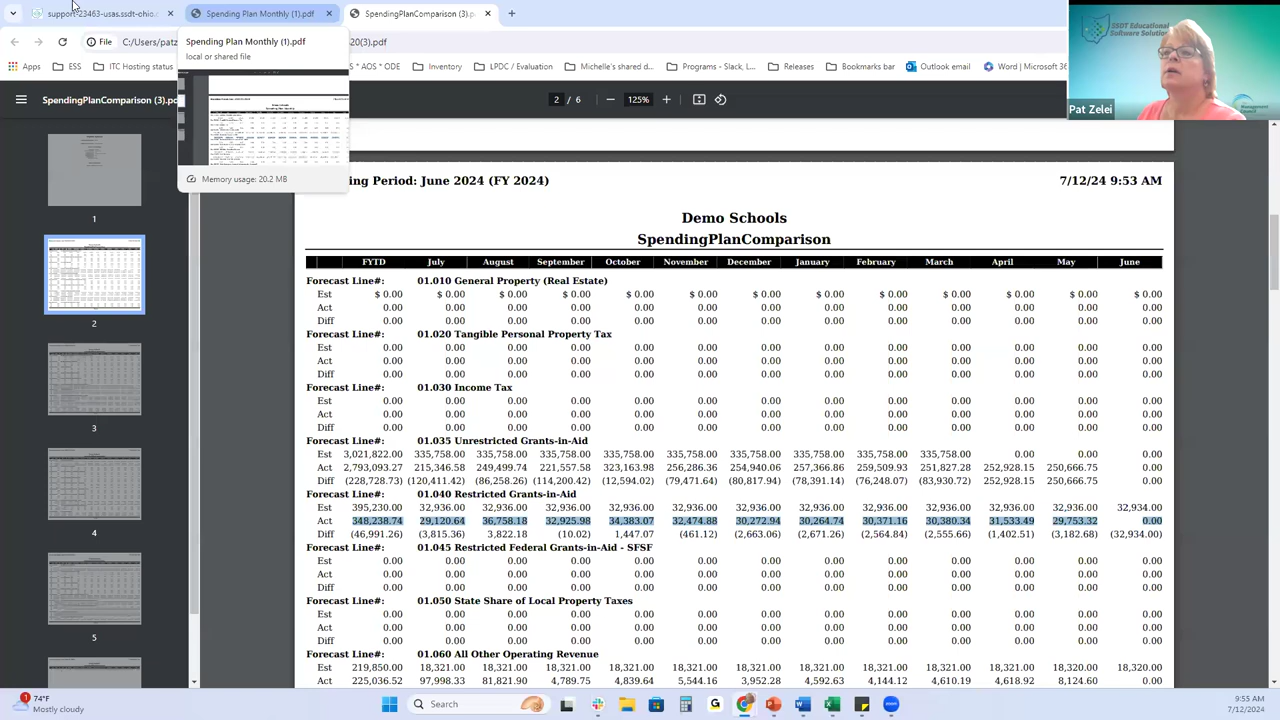 support-23463-usas.ssdt-ohio.o
Spending Plan Monthly (1).pdf
SpendingPlanComparison (3).pdf
File C:/Users/patz 20(3).pdf
Spending Plan Monthly (1).pdf
local or shared file
Memory usage: 20.2 MB
Apps ESS ITC Hosting status * AOS * ODE Inventory LPDC / Evaluation Michelle's shared d... Programs - Slack, L... Releases Bookmarks bar Outlook email Word | Microsoft 36
SpendingPlanComparison
129%
SSDT Educational
Software Solution
Management
Council
Pat Zelei
1
2
3
4
5
ng Period: June 2024 (FY 2024) 7/12/24 9:53 AM
Demo Schools
SpendingPlanComparison
FYTD July August September October November December January February March April May June
Forecast Line#: 01.010 General Property (Real Estate)
Est $ 0.00 $ 0.00 $ 0.00 $ 0.00 $ 0.00 $ 0.00 $ 0.00 $ 0.00 $ 0.00 $ 0.00 $ 0.00 $ 0.00 $ 0.00
Act 0.00 0.00 0.00 0.00 0.00 0.00 0.00 0.00 0.00 0.00 0.00 0.00 0.00
Diff 0.00 0.00 0.00 0.00 0.00 0.00 0.00 0.00 0.00 0.00 0.00 0.00 0.00
Forecast Line#: 01.020 Tangible Personal Property Tax
Est 0.00 0.00 0.00 0.00 0.00 0.00 0.00 0.00 0.00 0.00 0.00 0.00 0.00
Act 0.00 0.00 0.00 0.00 0.00 0.00 0.00 0.00 0.00 0.00 0.00 0.00 0.00
Diff 0.00 0.00 0.00 0.00 0.00 0.00 0.00 0.00 0.00 0.00 0.00 0.00 0.00
Forecast Line#: 01.030 Income Tax
Est 0.00 0.00 0.00 0.00 0.00 0.00 0.00 0.00 0.00 0.00 0.00 0.00 0.00
Act 0.00 0.00 0.00 0.00 0.00 0.00 0.00 0.00 0.00 0.00 0.00 0.00 0.00
Diff 0.00 0.00 0.00 0.00 0.00 0.00 0.00 0.00 0.00 0.00 0.00 0.00 0.00
Forecast Line#: 01.035 Unrestricted Grants-in-Aid
Est 3,021,822.00 335,758.00 335,758.00 335,758.00 335,758.00 335,758.00 335,758.00 335,758.00 335,758.00 335,758.00 0.00 0.00 0.00
Act 2,793,093.27 215,346.58 249,499.74 221,557.58 323,163.98 256,286.36 257,366.85 259,509.93 252,928.15 250,666.75 0.00
Diff (228,728.73) (120,411.42) (86,258.26) (114,200.42) (12,594.02) (79,471.64) (78,391.14) (76,248.07) 252,928.15 250,666.75 0.00
Forecast Line#: 01.040 Restricted Grants-in-Aid
Est 395,230.00 32,936.00 32,936.00 32,936.00 32,936.00 32,936.00 32,936.00 32,936.00 32,936.00 32,936.00 32,936.00 32,936.00 32,934.00
Act 348,238.74 29,120.64 36,758.18 32,925.98 34,383.07 32,474.88 30,272.94 30,264.74 30,371.16 30,380.34 31,533.49 29,753.32 0.00
Diff (46,991.26) (3,815.36) 3,822.18 (10.02) 1,447.07 (461.12) (2,663.06) (2,671.26) (2,564.84) (2,555.66) (1,402.51) (3,182.68) (32,934.00)
Forecast Line#: 01.045 Restricted Federal Grants-in-Aid - SFSF
Est 0.00 0.00 0.00 0.00 0.00 0.00 0.00 0.00 0.00 0.00 0.00 0.00 0.00
Act 0.00 0.00 0.00 0.00 0.00 0.00 0.00 0.00 0.00 0.00 0.00 0.00 0.00
Diff 0.00 0.00 0.00 0.00 0.00 0.00 0.00 0.00 0.00 0.00 0.00 0.00 0.00
Forecast Line#: 01.050 State Share of Local Property Taxes
Est 0.00 0.00 0.00 0.00 0.00 0.00 0.00 0.00 0.00 0.00 0.00 0.00 0.00
Act 0.00 0.00 0.00 0.00 0.00 0.00 0.00 0.00 0.00 0.00 0.00 0.00 0.00
Diff 0.00 0.00 0.00 0.00 0.00 0.00 0.00 0.00 0.00 0.00 0.00 0.00 0.00
Forecast Line#: 01.060 All Other Operating Revenue
Est 219,850.00 18,321.00 18,321.00 18,321.00 18,321.00 18,321.00 18,321.00 18,321.00 18,321.00 18,321.00 18,321.00 18,320.00 18,320.00
Act 225,036.52 97,998.33 81,821.90 9,789.75 4,839.64 5,544.16 3,952.28 4,592.63 4,144.12 4,610.19 4,618.92 8,124.60 0.00
1
74°F
Mostly cloudy
Search
9:55 AM
7/12/2024